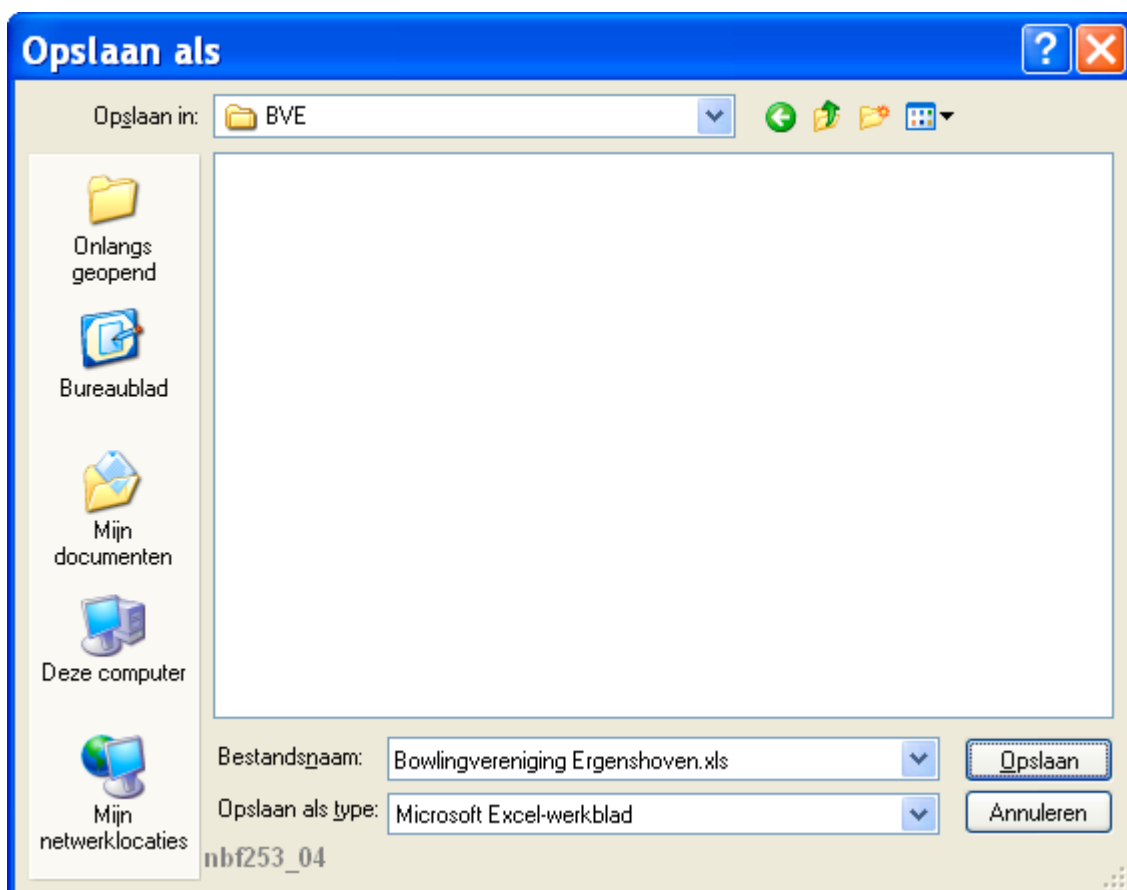 Opslaan als
Opslaan in: BVE
Onlangs
geopend
Bureaublad
Mijn
documenten
Deze computer
Mijn
netwerklocaties
Bestandsnaam: Bowlingvereniging Ergenshoven.xls Opslaan
Opslaan als type: Microsoft Excel-werkblad Annuleren
nbf253_04